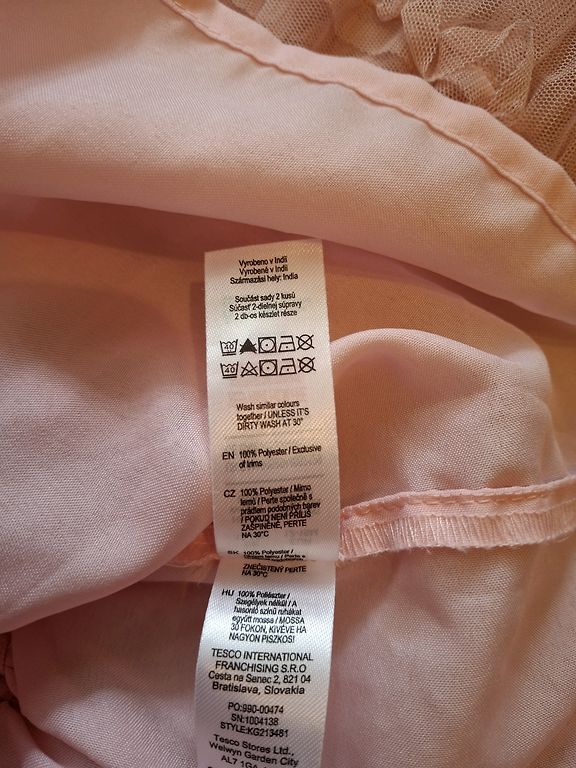 Vyrobeno v Indii
Vyrobené v Indii
Származási hely: India
Součást sady 2 kusů
Súčasť 2-dielnej súpravy
2 db-os készlet része
40
40
Wash similar colours
together / UNLESS IT'S
DIRTY WASH AT 30°
EN 100% Polyester / Exclusive
of trims
CZ 100% Polyester / Mimo
lemů / Perte společně s
prádlem podobných barev
/ POKUD NENÍ PŘÍLIŠ
ZAŠPINĚNÉ, PERTE
NA 30°C
SK 100% Polyester /
ZNEČISTENÝ PERTE
NA 30°C
HU 100% Poliészter /
Szegélyek nélkül / A
hasonló színű ruhákat
együtt mossa / MOSSA
30 FOKON, KIVÉVE HA
NAGYON PISZKOS!
TESCO INTERNATIONAL
FRANCHISING S.R.O
Cesta na Senec 2, 821 04
Bratislava, Slovakia
PO:990-00474
SN:1004138
STYLE:KG213481
Tesco Stores Ltd.,
Welwyn Garden City
AL7 1GA